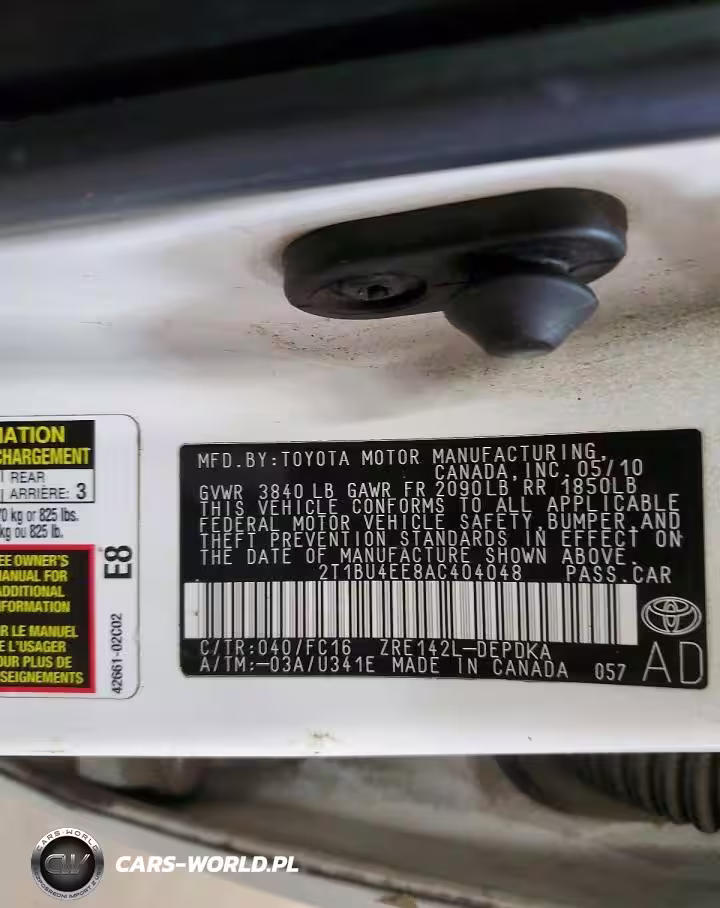 MFD. BY: TOYOTA MOTOR MANUFACTURING,
CANADA, INC. 05/10
GVWR 3840 LB GAWR FR 2090LB RR 1850LB
THIS VEHICLE CONFORMS TO ALL APPLICABLE
FEDERAL MOTOR VEHICLE SAFETY, BUMPER, AND
THEFT PREVENTION STANDARDS IN EFFECT ON
THE DATE OF MANUFACTURE SHOWN ABOVE.
2T1BU4EE8AC404048 PASS. CAR
C/TR: 040/FC16 ZRE142L-DEPDKA
A/TM:-03A/U341E MADE IN CANADA 057
AD
MATION
CHARGEMENT
REAR
ARRIÈRE: 3
70 kg or 825 lbs.
kg ou 825 lb.
EE OWNER'S
MANUAL FOR
ADDITIONAL
NFORMATION
R LE MANUEL
E L'USAGER
OUR PLUS DE
SEIGNEMENTS
E8
42661-02C02
CARS-WORLD
CW
CARS-WORLD.PL